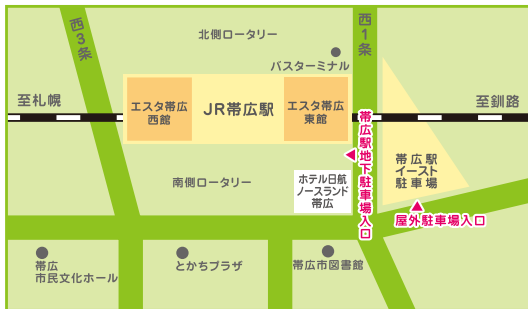 西3条
北側ロータリー
西1条
バスターミナル
至札幌
エスタ帯広
西館
JR帯広駅
エスタ帯広
東館
至釧路
帯広駅地下駐車場入口
帯広駅
イースト
駐車場
南側ロータリー
ホテル日航
ノースランド
帯広
屋外駐車場入口
帯広
市民文化ホール
とかちプラザ
帯広市図書館